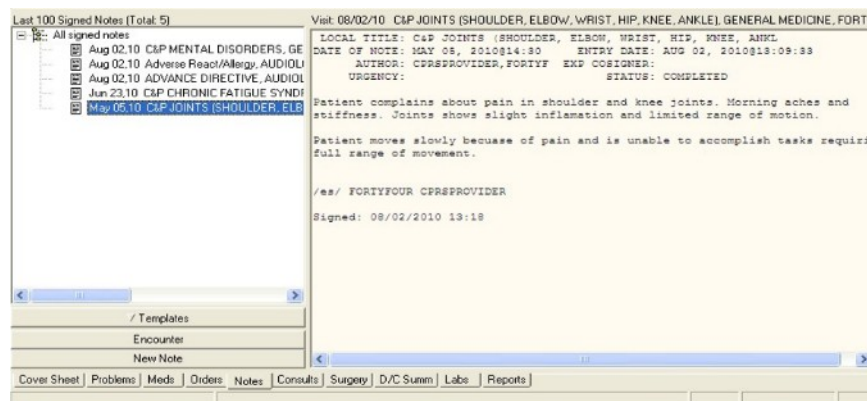 Last 100 Signed Notes (Total: 5)
All signed notes
Aug 02,10 C&P MENTAL DISORDERS, GE
Aug 02,10 Adverse React/Allergy, AUDIOL
Aug 02,10 ADVANCE DIRECTIVE, AUDIOL
Jun 23,10 C&P CHRONIC FATIGUE SYNDF
May 05,10 C&P JOINTS (SHOULDER, ELB
/ Templates
Encounter
New Note
Visit: 08/02/10 C&P JOINTS (SHOULDER, ELBOW, WRIST, HIP, KNEE, ANKLE), GENERAL MEDICINE, FORT
LOCAL TITLE: C&P JOINTS (SHOULDER, ELBOW, WRIST, HIP, KNEE, ANKL
DATE OF NOTE: MAY 05, 2010@14:30 ENTRY DATE: AUG 02, 2010@13:09:33
AUTHOR: CPRSPROVIDER,FORTYF EXP COSIGNER:
URGENCY: STATUS: COMPLETED
Patient complains about pain in shoulder and knee joints. Morning aches and
stiffness. Joints shows slight inflamation and limited range of motion.
Patient moves slowly becuase of pain and is unable to accomplish tasks requiri
full range of movement.
/es/ FORTYFOUR CPRSPROVIDER
Signed: 08/02/2010 13:18
Cover Sheet Problems Meds Orders Notes Consults Surgery D/C Summ Labs Reports